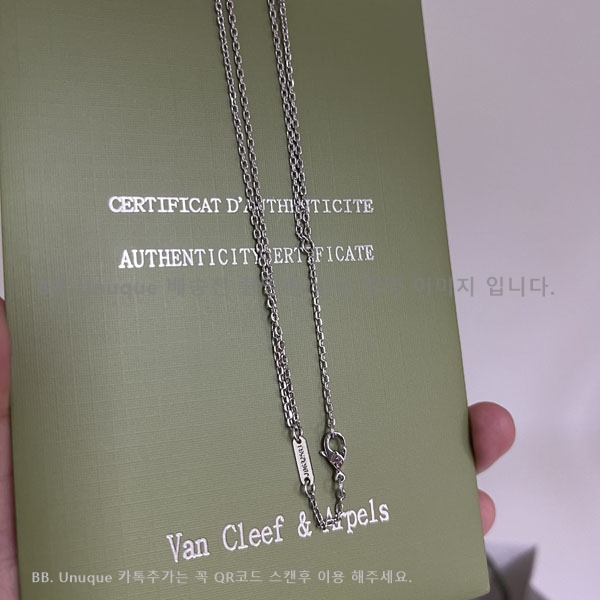 CERTIFICAT D'AUTHENTICITE
AUTHENTICITY CERTIFICATE
BB. Unuque 이미지 입니다.
Van Cleef & Arpels
BB. Unuque 카톡추가는 꼭 QR코드 스캔후 이용 해주세요.